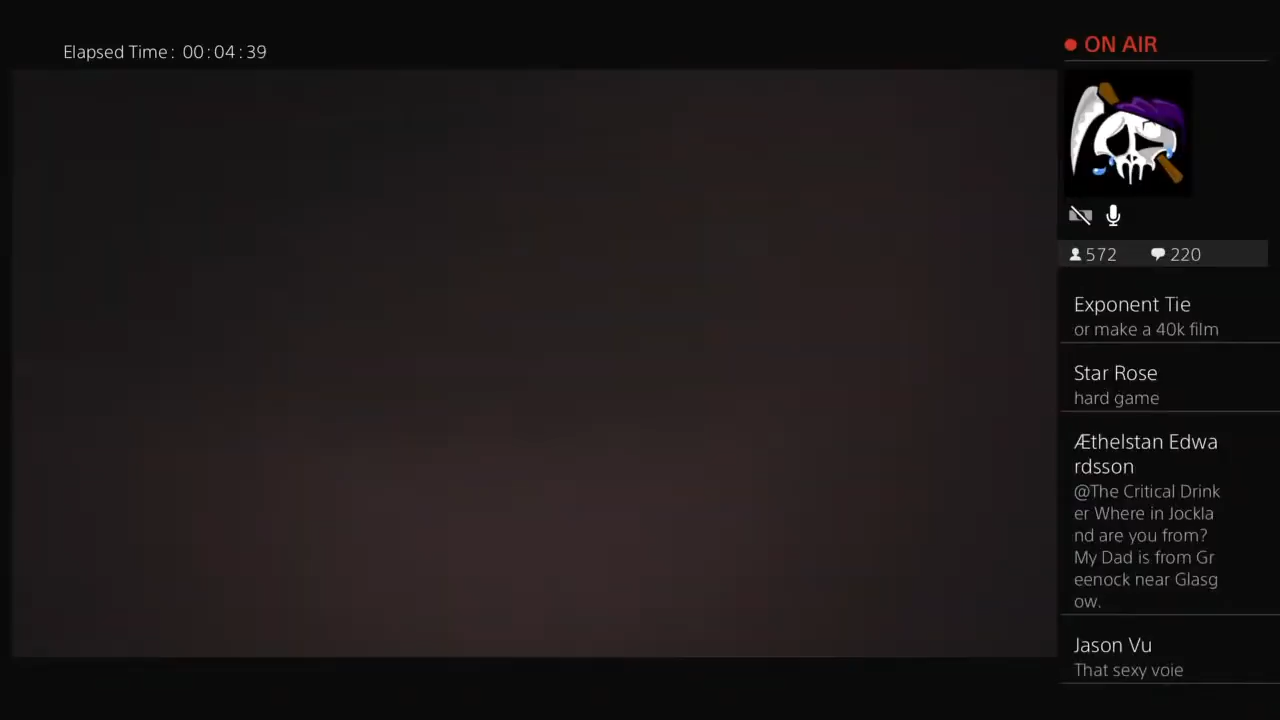 Elapsed Time: 00:04:39
ON AIR
572 220
Exponent Tie
or make a 40k film
Star Rose
hard game
Æthelstan Edwa
rdsson
@The Critical Drink
er Where in Jockla
nd are you from?
My Dad is from Gr
eenock near Glasg
ow.
Jason Vu
That sexy voie